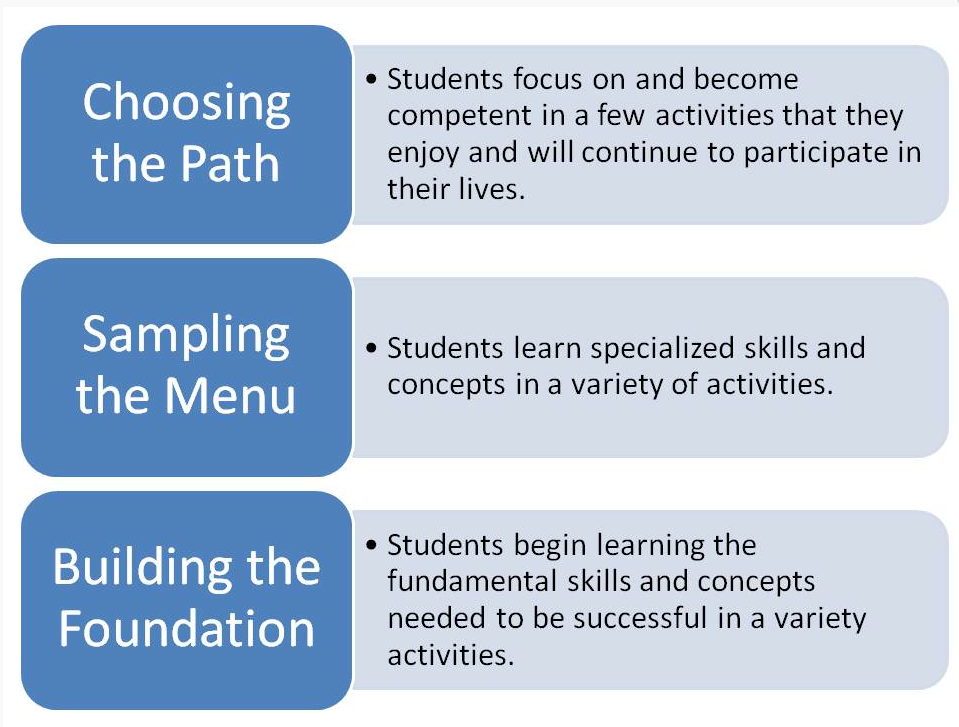 Choosing
the Path
• Students focus on and become
competent in a few activities that they
enjoy and will continue to participate in
their lives.
Sampling
the Menu
• Students learn specialized skills and
concepts in a variety of activities.
Building the
Foundation
• Students begin learning the
fundamental skills and concepts
needed to be successful in a variety
activities.